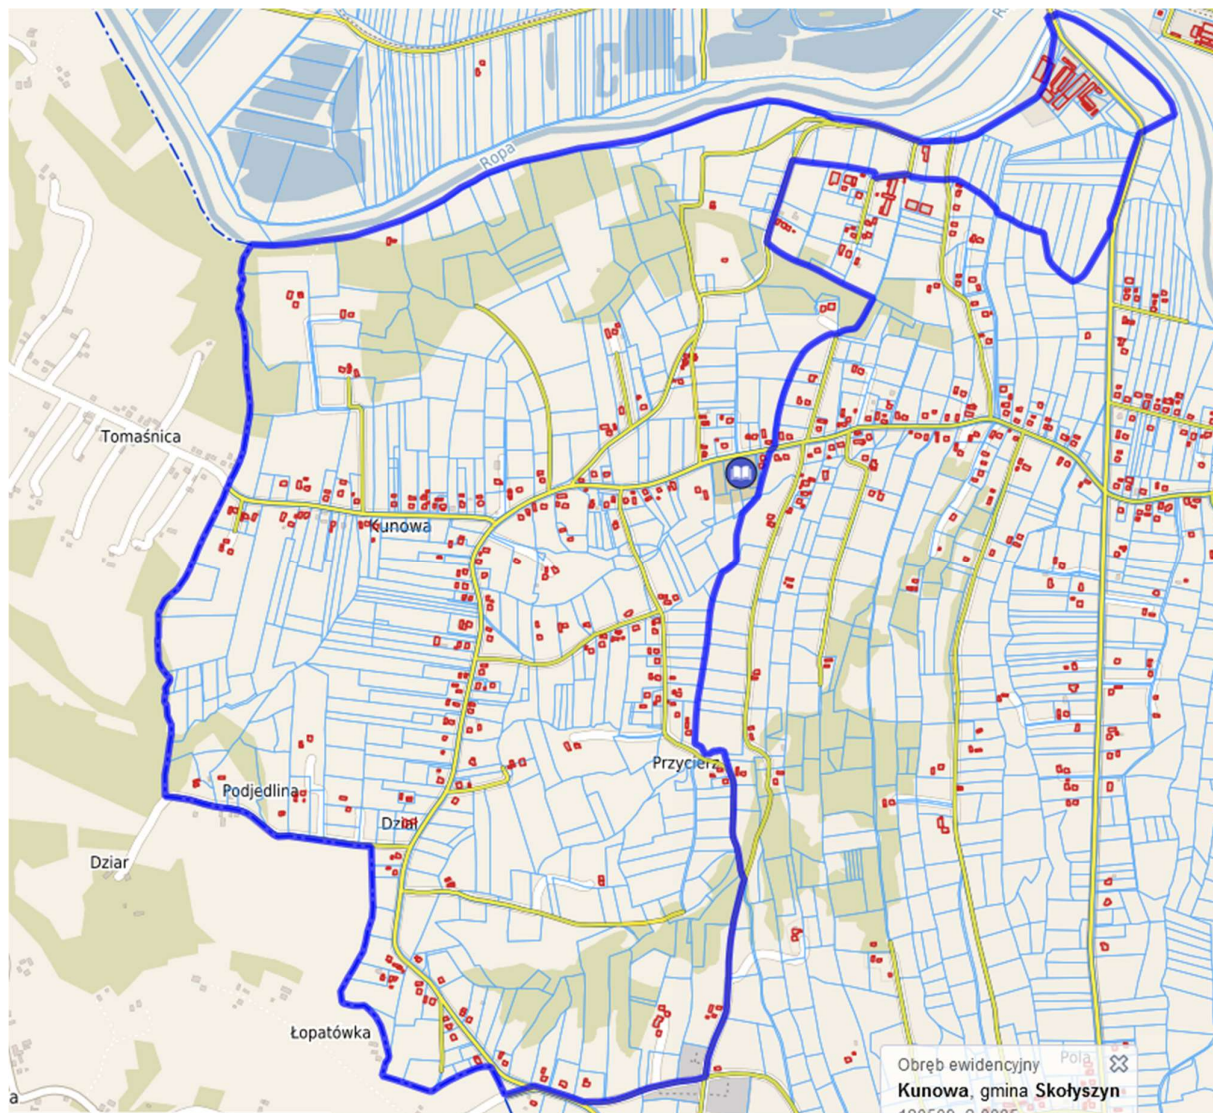 R
Ropa
Tomaśnica
Kunowa
Podjedlina
Przycierz
Dział
Dziar
Łopatówka
a
Pola
Obręb ewidencyjny
Kunowa, gmina Skołyszyn